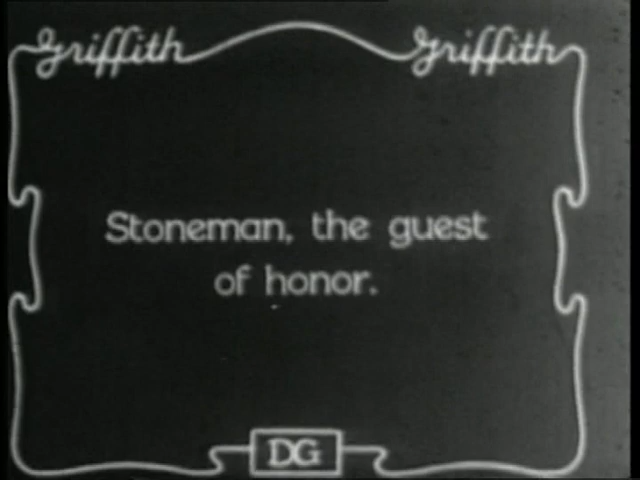 Griffith Griffith
Stoneman, the guest
of honor.
DG